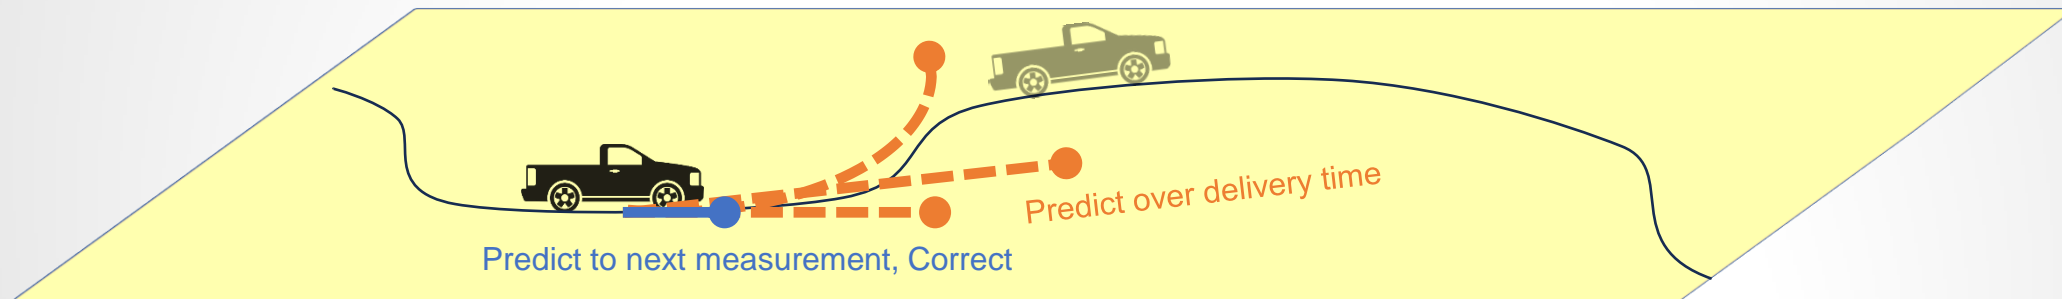 Predict over delivery time
Predict to next measurement, Correct